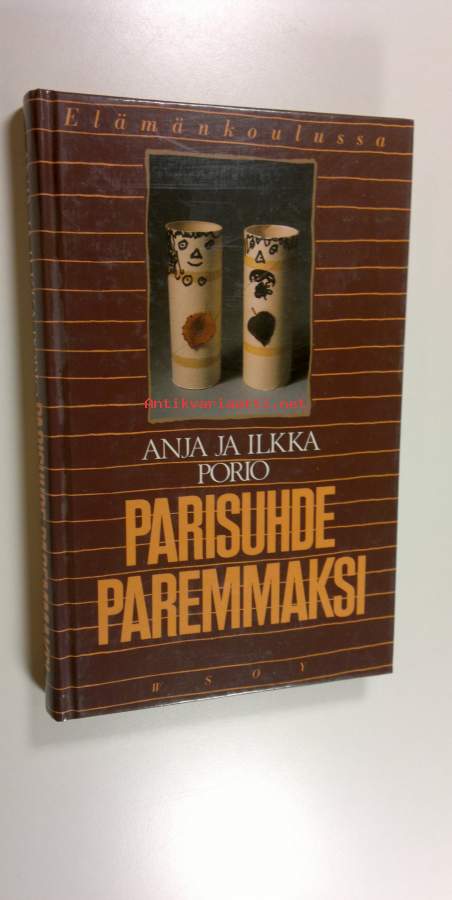 Elämänkoulussa
Antikvariaatti.net
ANJA JA ILKKA
PORIO
PARISUHDE
PAREMMAKSI
WSOY